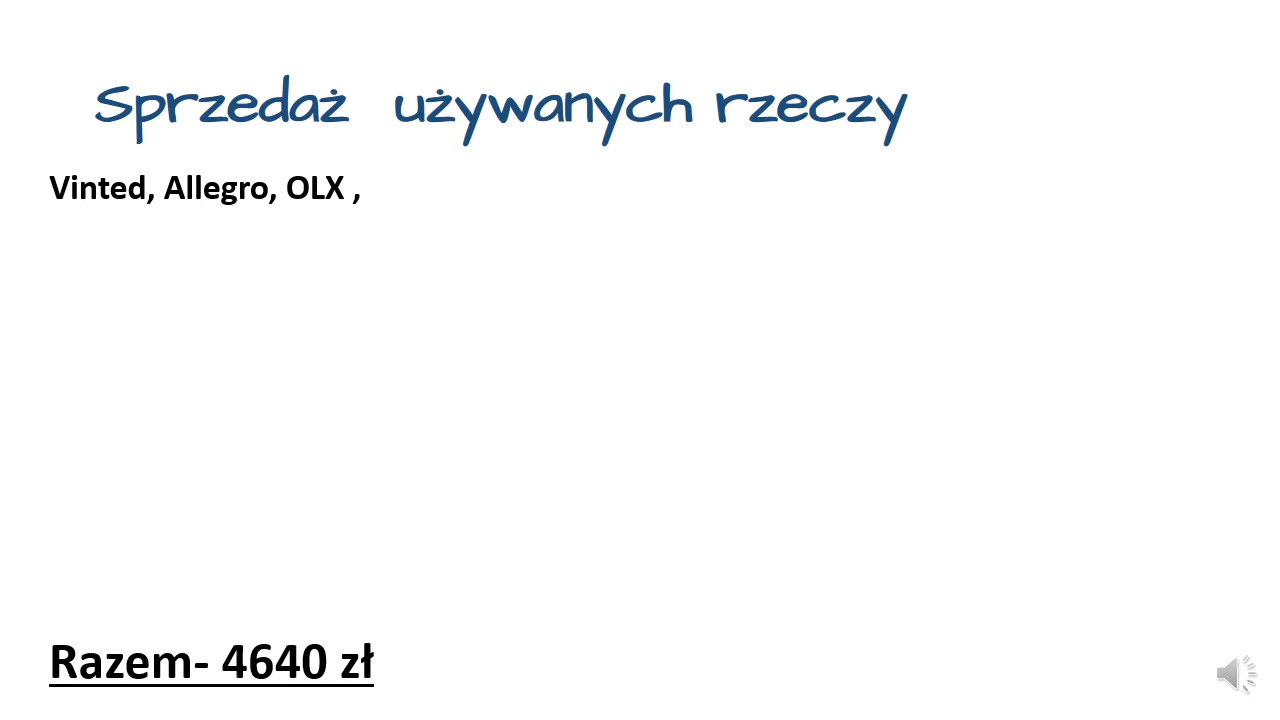 Sprzedaż używanych rzeczy
Vinted, Allegro, OLX ,
Razem- 4640 zł